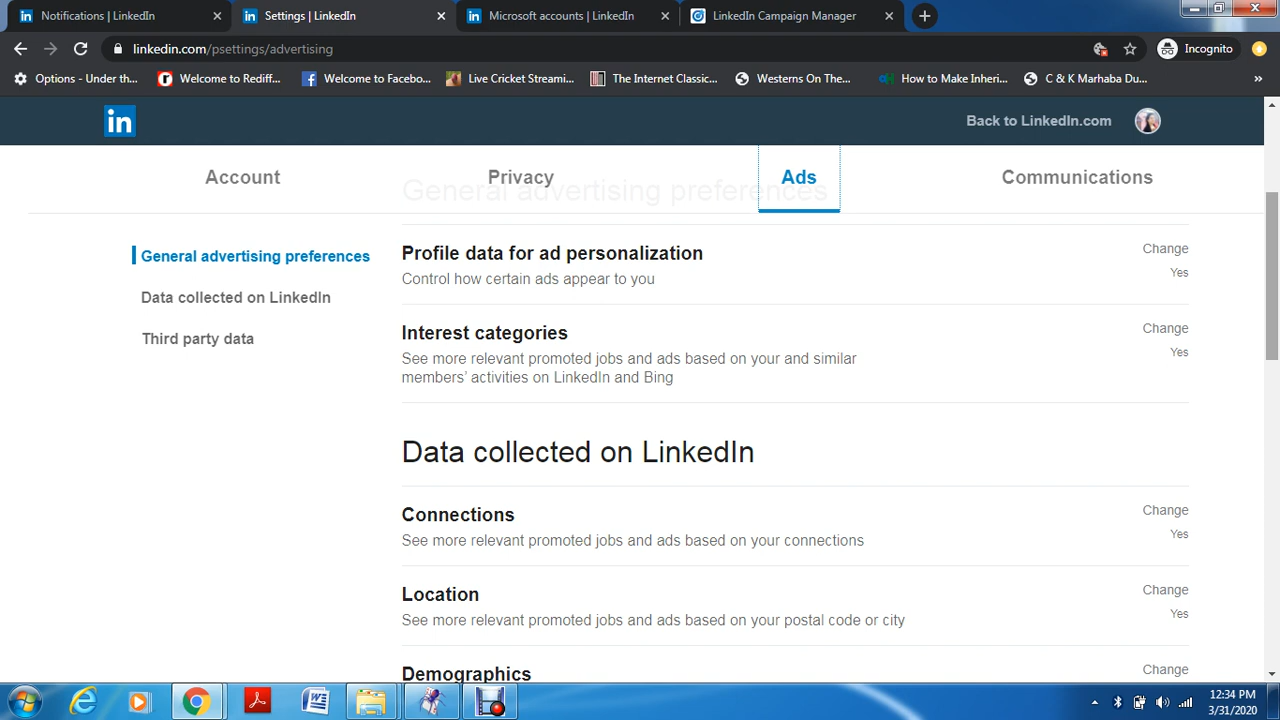 Notifications | LinkedIn
Settings | LinkedIn
Microsoft accounts | LinkedIn
LinkedIn Campaign Manager
linkedin.com/psettings/advertising
Incognito
Options - Under th...
Welcome to Rediff...
Welcome to Facebo...
Live Cricket Streami...
The Internet Classic...
Westerns On The...
How to Make Inheri...
C & K Marhaba Du...
»
in
Back to LinkedIn.com
Account
Privacy
Ads
Communications
General advertising preferences
General advertising preferences
Data collected on LinkedIn
Third party data
Profile data for ad personalization
Change
Control how certain ads appear to you
Yes
Interest categories
Change
See more relevant promoted jobs and ads based on your and similar
Yes
members' activities on LinkedIn and Bing
Data collected on LinkedIn
Connections
Change
See more relevant promoted jobs and ads based on your connections
Yes
Location
Change
See more relevant promoted jobs and ads based on your postal code or city
Yes
Demographics
Change
12:34 PM
3/31/2020